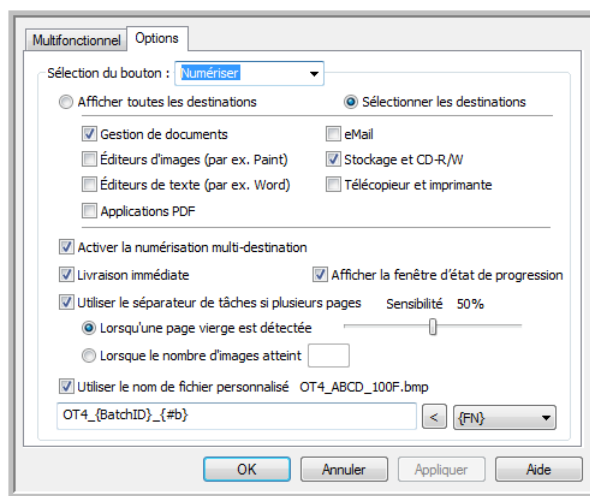 Multifonctionnel Options
Sélection du bouton : Numériser
Afficher toutes les destinations Sélectionner les destinations
Gestion de documents eMail
Éditeurs d'images (par ex. Paint) Stockage et CD-R/W
Éditeurs de texte (par ex. Word) Télécopieur et imprimante
Applications PDF
Activer la numérisation multi-destination
Livraison immédiate Afficher la fenêtre d'état de progression
Utiliser le séparateur de tâches si plusieurs pages Sensibilité 50%
Lorsqu'une page vierge est détectée
Lorsque le nombre d'images atteint
Utiliser le nom de fichier personnalisé OT4_ABCD_100F.bmp
OT4_{BatchID}_{#b} < {FN}
OK Annuler Appliquer Aide